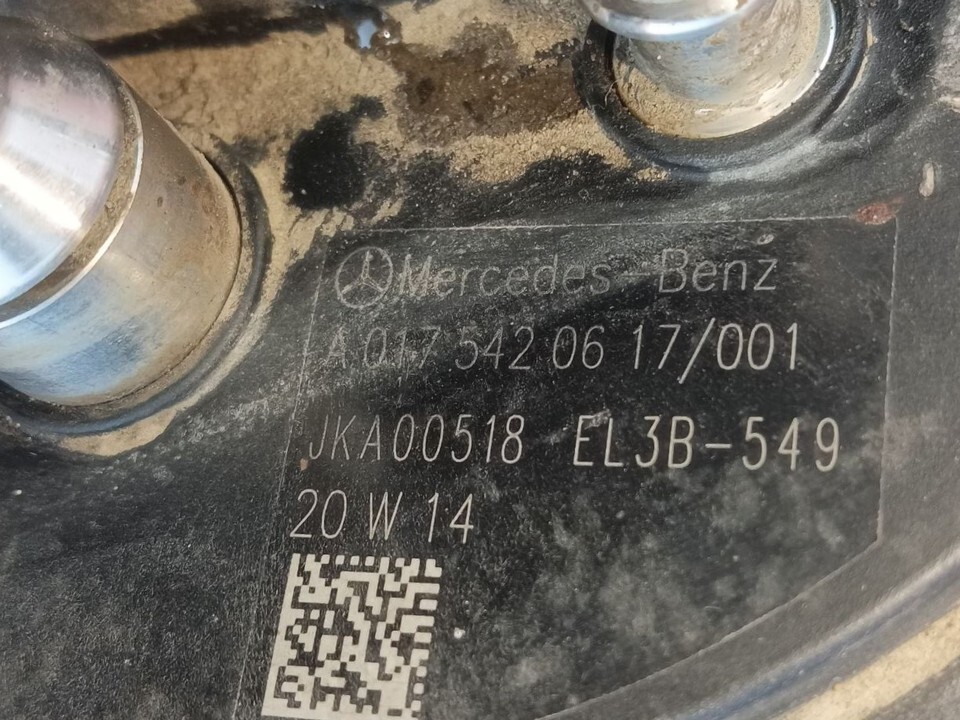 Mercedes-Benz
A 017 542 06 17/001
JKA00518 EL3B-549
20 W 14